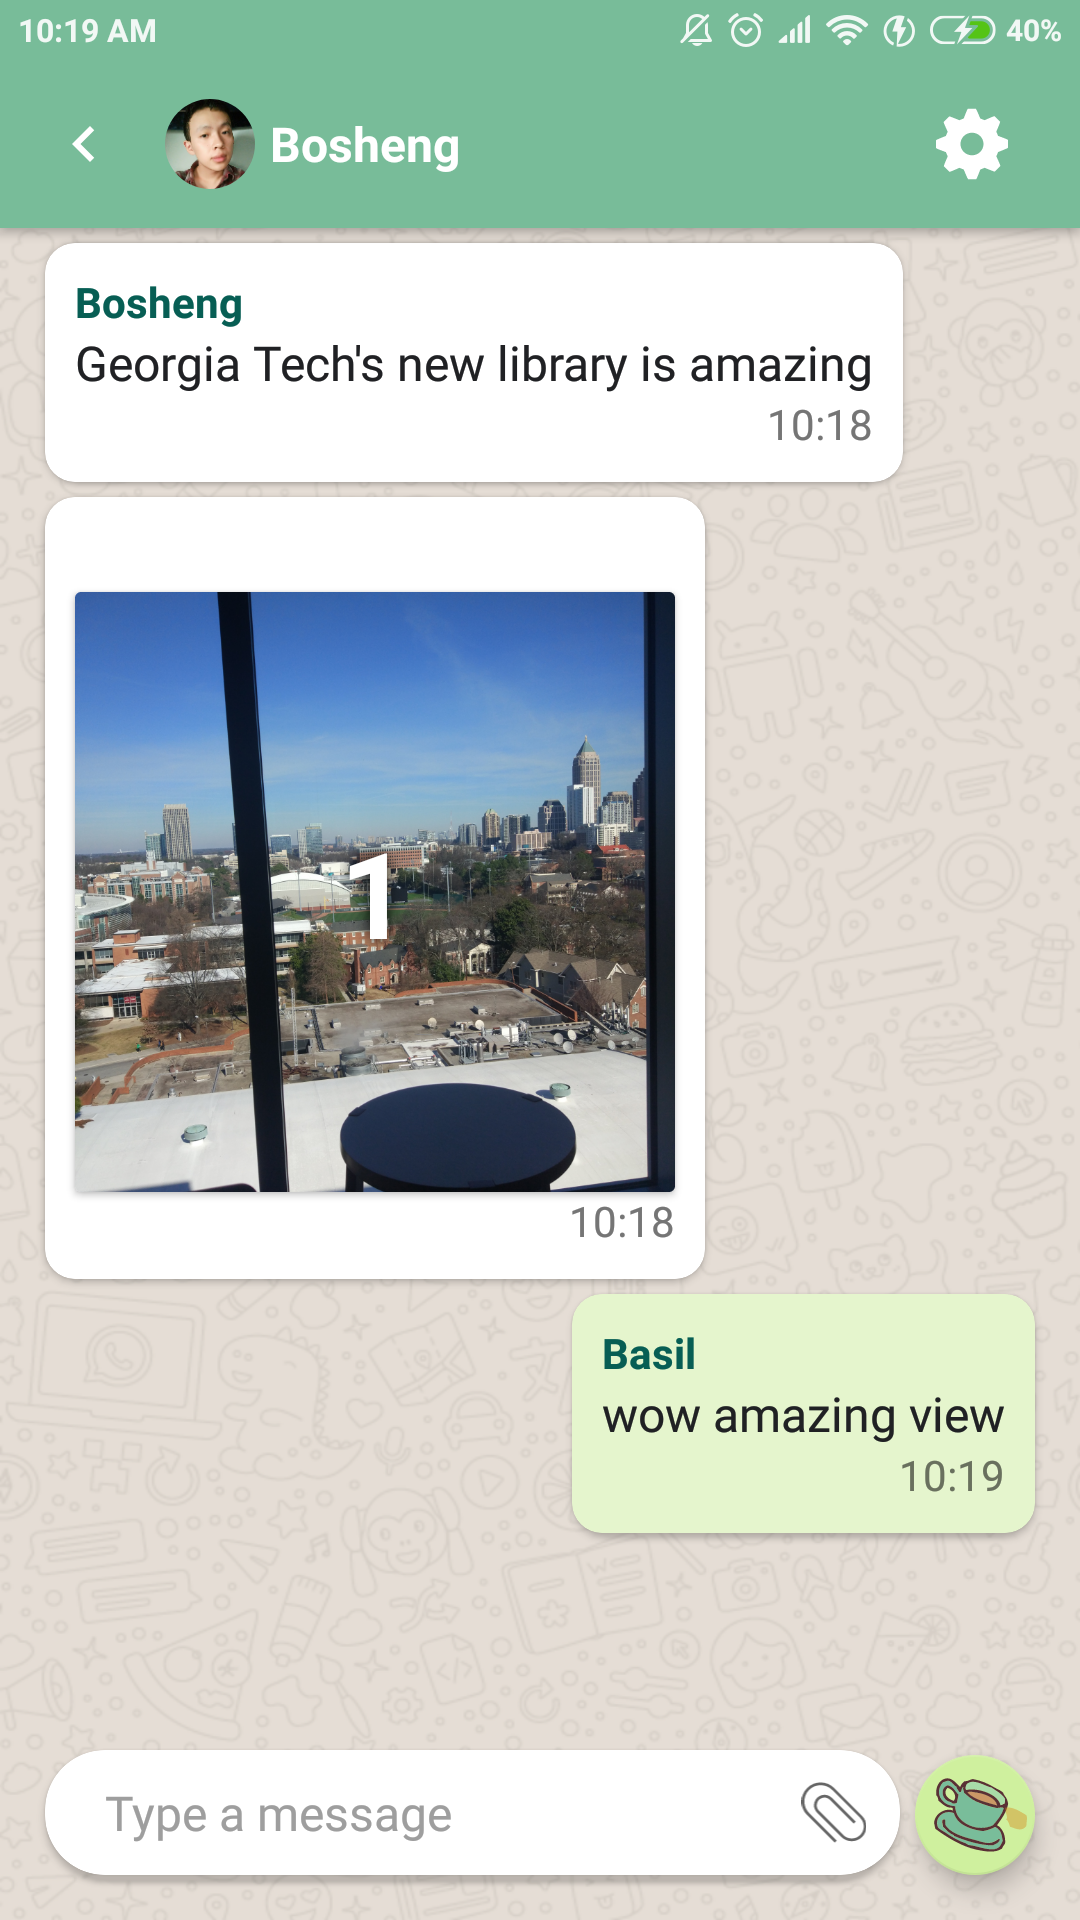 10:19 AM
40%
Bosheng
Bosheng
Georgia Tech's new library is amazing
10:18
1
10:18
Basil
wow amazing view
10:19
Type a message